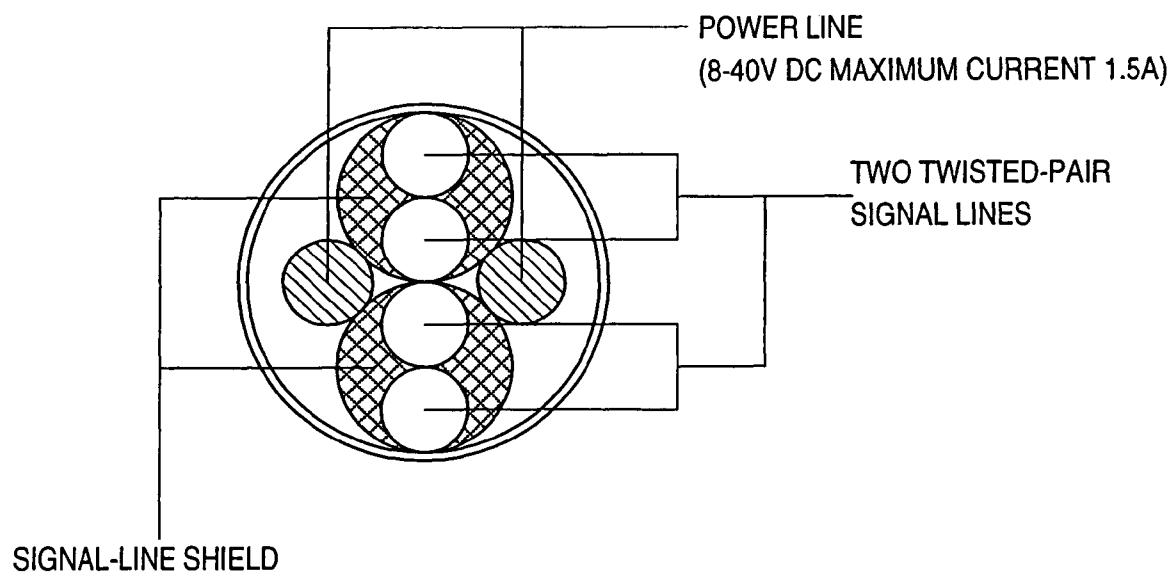 POWER LINE
(8-40V DC MAXIMUM CURRENT 1.5A)
TWO TWISTED-PAIR
SIGNAL LINES
SIGNAL-LINE SHIELD